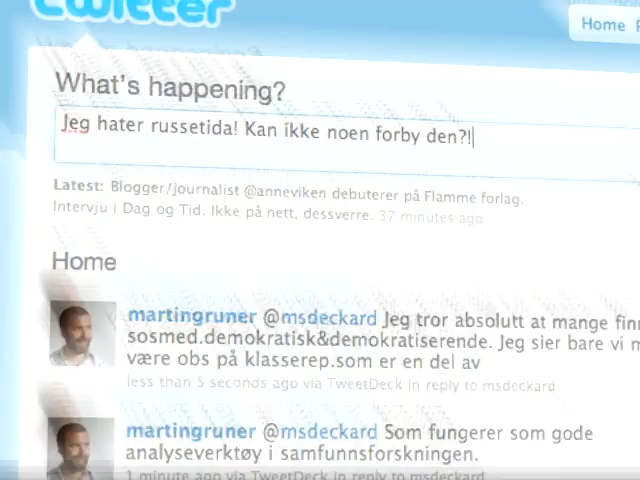 twitter
Home
What's happening?
Jeg hater russetida! Kan ikke noen forby den?!
Latest: Blogger/journalist @anneviken debuterer på Flamme forlag.
Intervju i Dag og Tid. Ikke på nett, dessverre. 37 minutes ago
Home
martingruner @msdeckard Jeg tror absolutt at mange finn
sosmed.demokratisk&demokratiserende. Jeg sier bare vi m
være obs på klasserep.som er en del av
less than 5 seconds ago via TweetDeck in reply to msdeckard
martingruner @msdeckard Som fungerer som gode
analyseverktøy i samfunnsforskningen.
1 minute ago via TweetDeck in reply to msdeckard